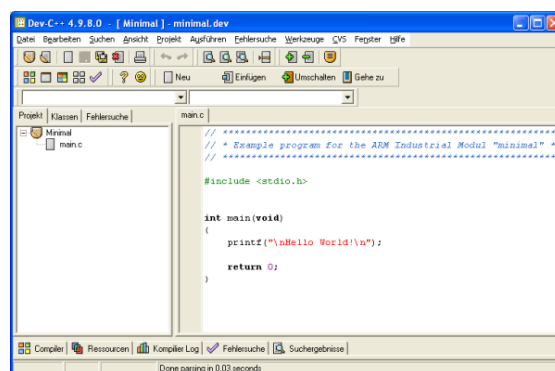 Dev-C++ 4.9.8.0 - [ Minimal ] - minimal.dev
Datei Bearbeiten Suchen Ansicht Projekt Ausführen Fehlersuche Werkzeuge CVS Fenster Hilfe
Neu Einfügen Umschalten Gehe zu
Projekt Klassen Fehlersuche
main.c
Minimal
main.c
// **********************************************************
// * Example program for the ARM Industrial Modul "minimal" *
// **********************************************************
#include <stdio.h>
int main(void)
{
printf("\nHello World!\n");
return 0;
}
Compiler Ressourcen Kompilier Log Fehlersuche Suchergebnisse
Done parsing in 0.03 seconds